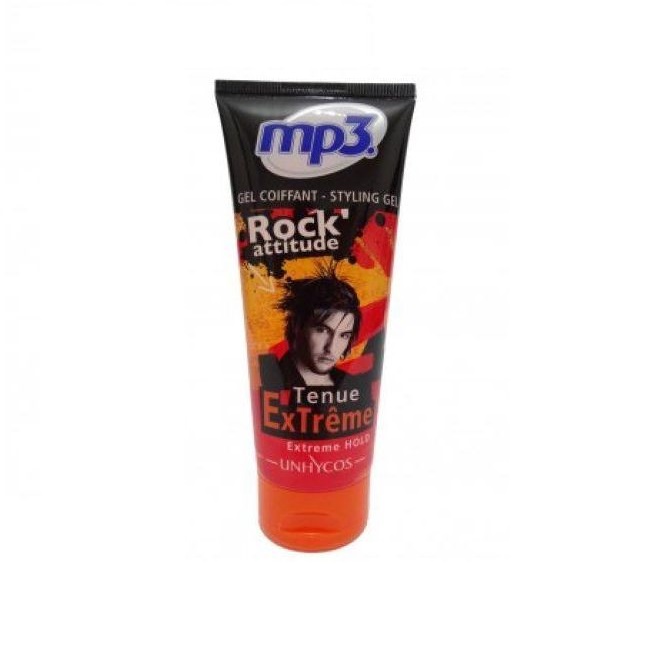 mp3.
GEL COIFFANT - STYLING GEL
Rock'
attitude
Tenue
ExTrême
Extreme HOLD
UNHYCOS